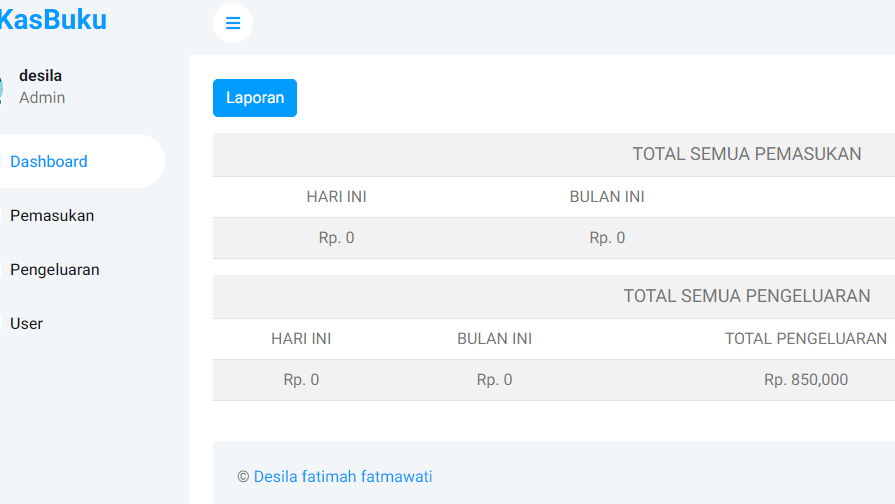 KasBuku
desila
Admin
Dashboard
Pemasukan
Pengeluaran
User
Laporan
TOTAL SEMUA PEMASUKAN
HARI INI BULAN INI
Rp. 0 Rp. 0
TOTAL SEMUA PENGELUARAN
HARI INI BULAN INI TOTAL PENGELUARAN
Rp. 0 Rp. 0 Rp. 850,000
© Desila fatimah fatmawati